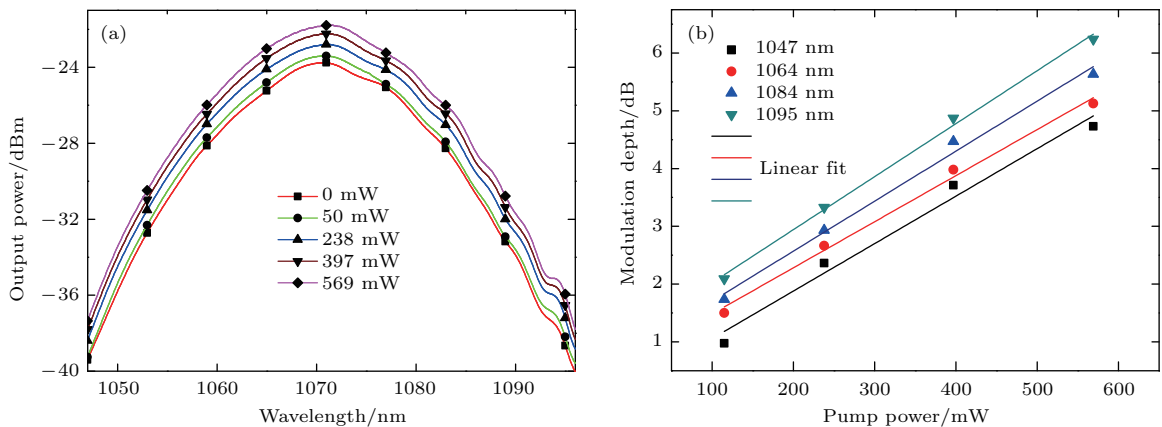 (a)
−24
−28
−32
−36
−40
Output power/dBm
0 mW
50 mW
238 mW
397 mW
569 mW
1050
1060
1070
1080
1090
Wavelength/nm
(b)
6
5
4
3
2
1
Modulation depth/dB
1047 nm
1064 nm
1084 nm
1095 nm
Linear fit
100
200
300
400
500
600
Pump power/mW